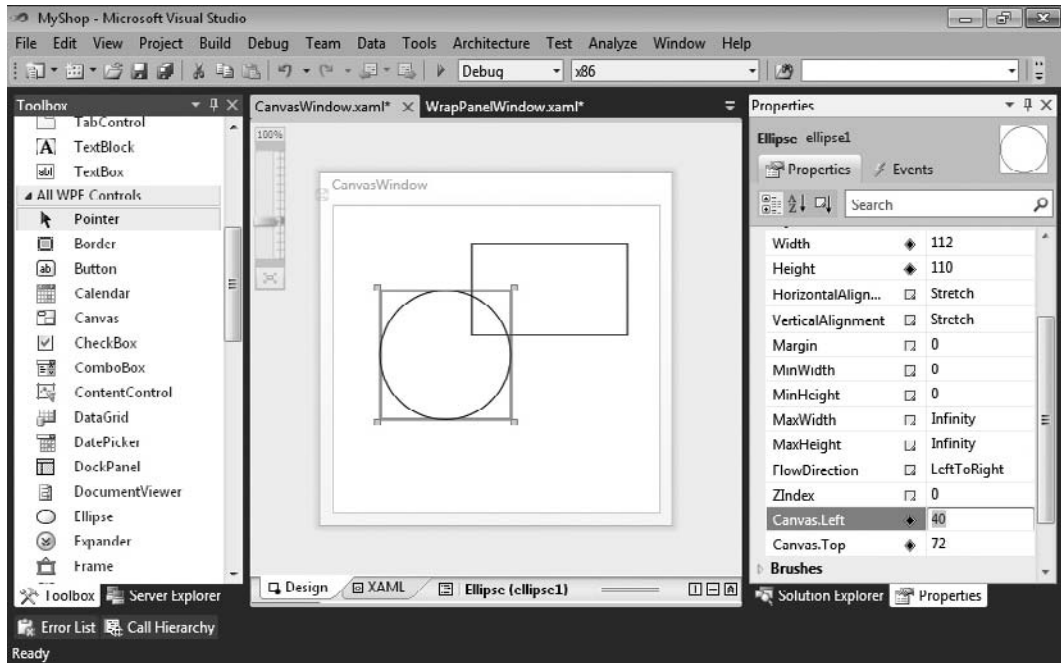 MyShop - Microsoft Visual Studio
File Edit View Project Build Debug Team Data Tools Architecture Test Analyze Window Help
Debug x86
Toolbox
TabControl
TextBlock
TextBox
All WPF Controls
Pointer
Border
Button
Calendar
Canvas
CheckBox
ComboBox
ContentControl
DataGrid
DatePicker
DockPanel
DocumentViewer
Ellipse
Expander
Frame
Toolbox Server Explorer
CanvasWindow.xaml* WrapPanelWindow.xaml*
100%
CanvasWindow
Design XAML Ellipse (ellipse1)
Properties
Ellipse ellipse1
Properties Events
Search
Width 112
Height 110
HorizontalAlign... Stretch
VerticalAlignment Stretch
Margin 0
MinWidth 0
MinHeight 0
MaxWidth Infinity
MaxHeight Infinity
FlowDirection LeftToRight
ZIndex 0
Canvas.Left 40
Canvas.Top 72
Brushes
Solution Explorer Properties
Error List Call Hierarchy
Ready